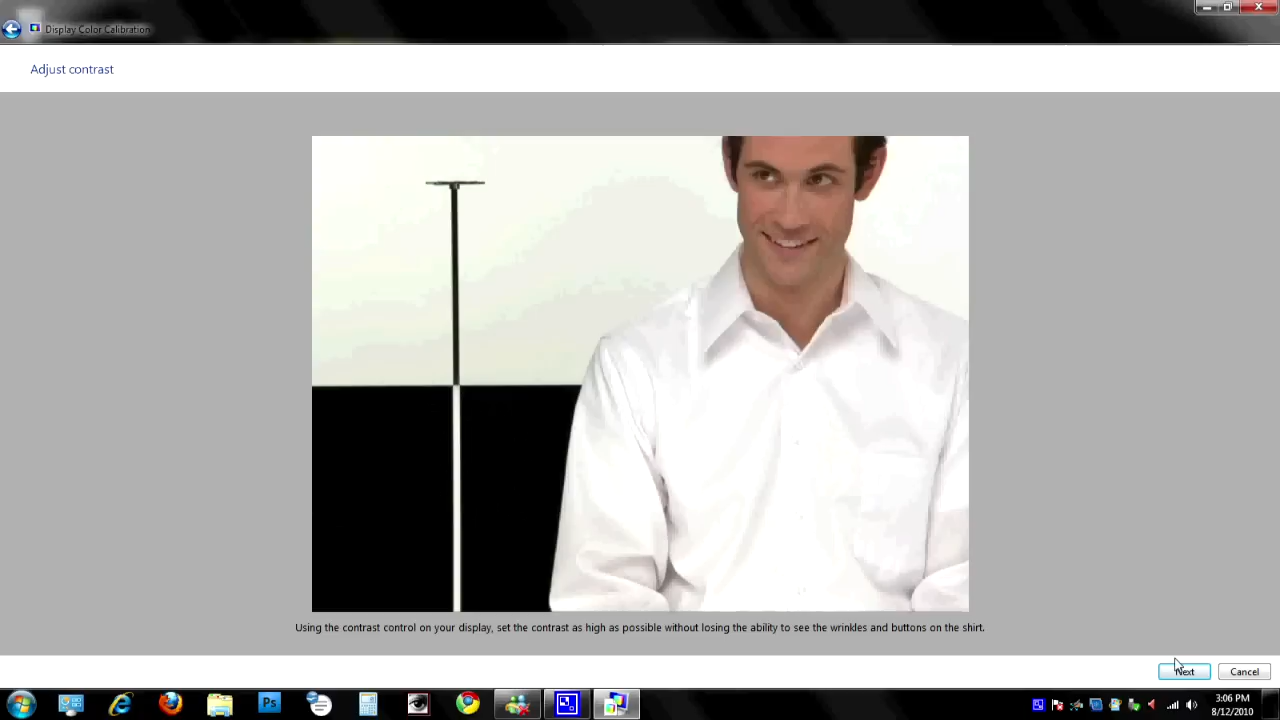 Display Color Calibration
Adjust contrast
Using the contrast control on your display, set the contrast as high as possible without losing the ability to see the wrinkles and buttons on the shirt.
Next
Cancel
Ps
3:06 PM
8/12/2010